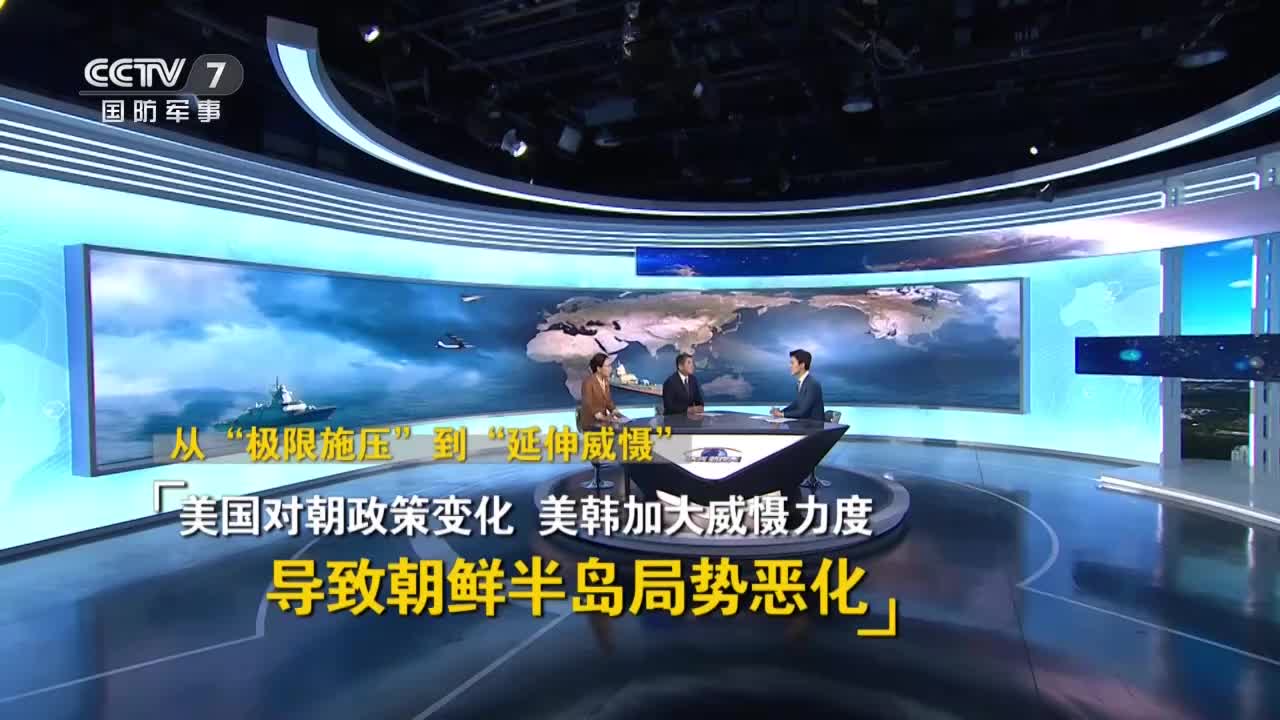 CCTV 7
国防军事
从“极限施压”到“延伸威慑”
「美国对朝政策变化 美韩加大威慑力度
导致朝鲜半岛局势恶化」